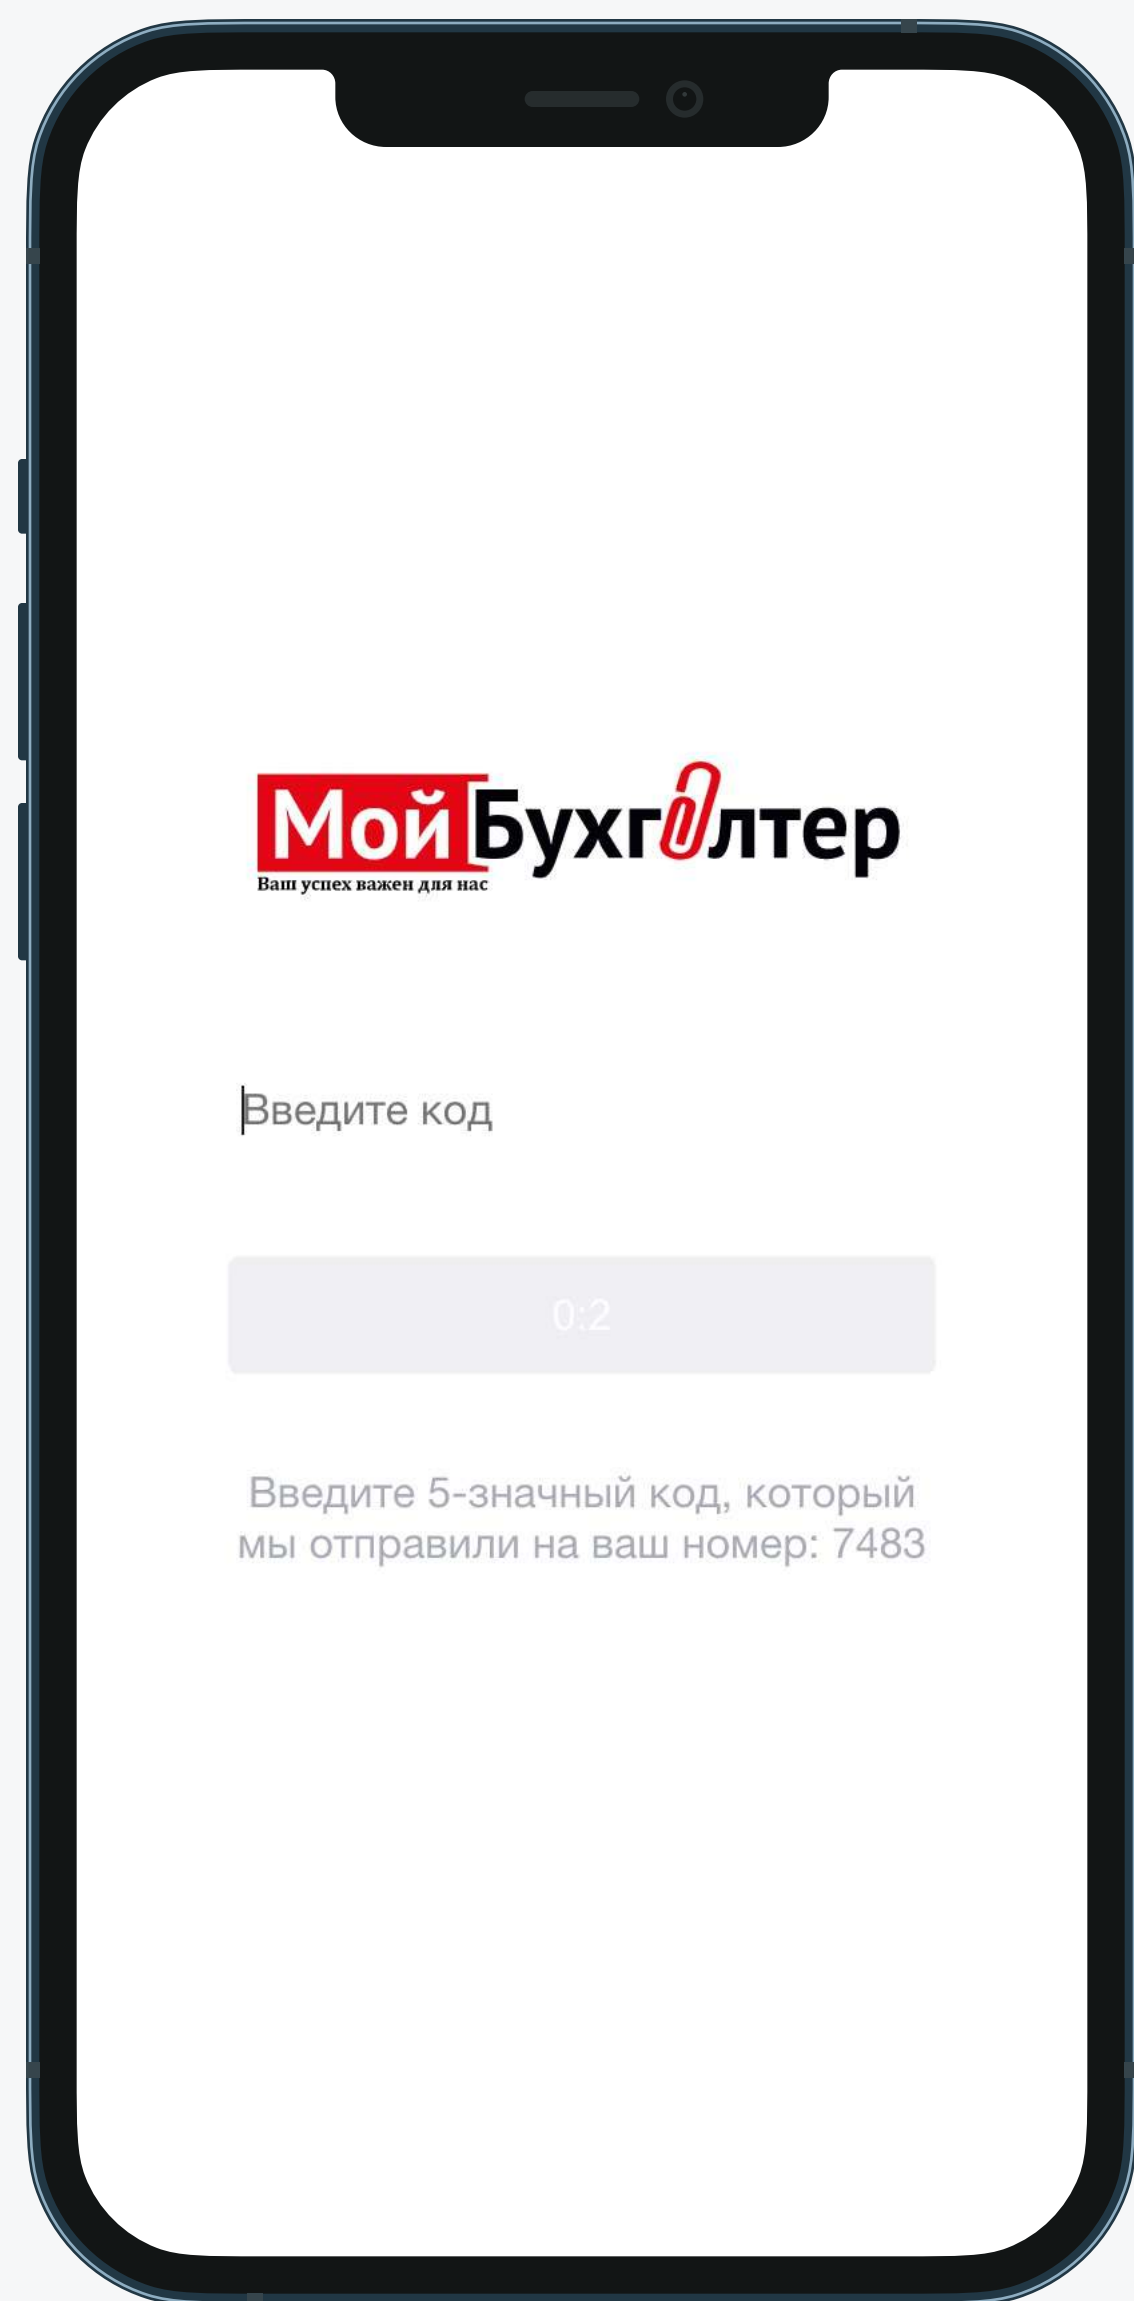 МойБухгалтер
Ваш успех важен для нас
Введите код
0:2
Введите 5-значный код, который
мы отправили на ваш номер: 7483